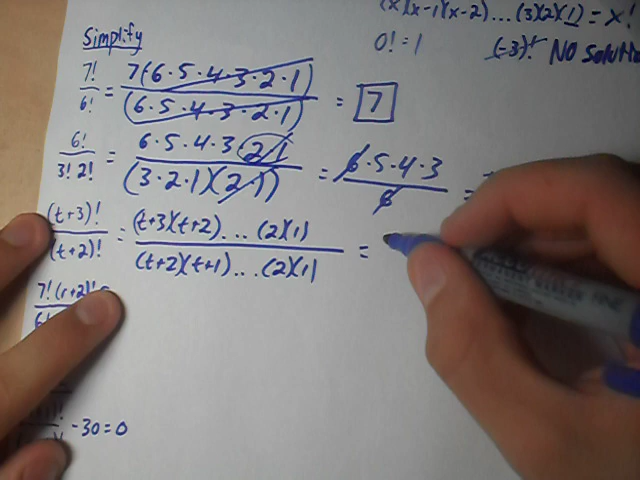 (x)(x-1)(x-2)...(3)(2)(1) = x!
0! = 1 (-3)! NO Solution
Simplify
7!/6! = 7(6·5·4·3·2·1)/(6·5·4·3·2·1) = 7
6!/3!2! = 6·5·4·3·2·1/(3·2·1)(2·1) = 6·5·4·3/6 =
(t+3)!/(t+2)! = (t+3)(t+2)...(2)(1)/(t+2)(t+1)...(2)(1) =
7!(r+2)!
6!
-30=0